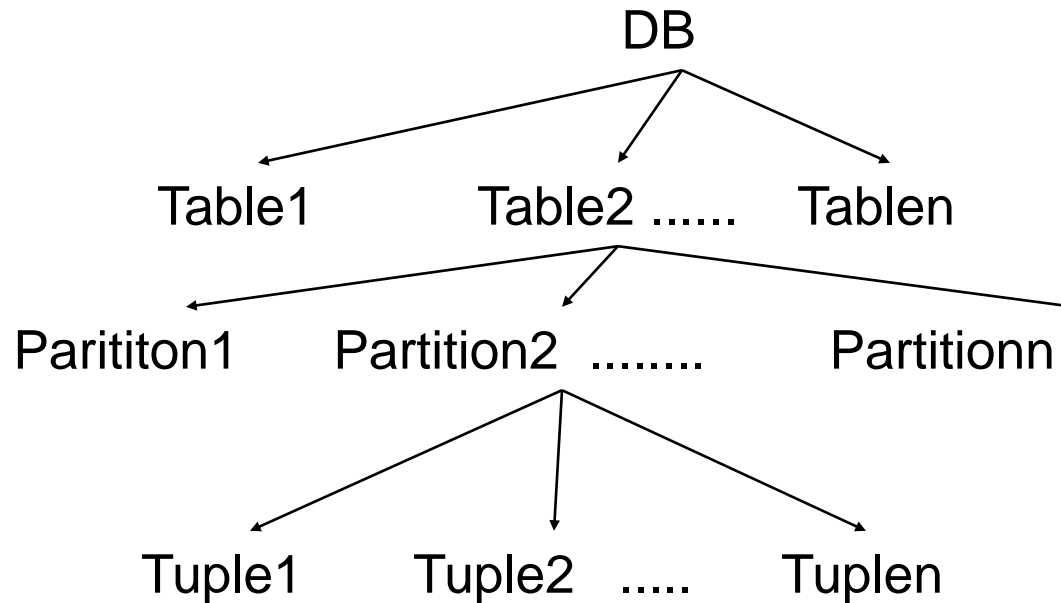 DB
Table1 Table2 ...... Tablen
Parititon1 Partition2 ........ Partitionn
Tuple1 Tuple2 ..... Tuplen